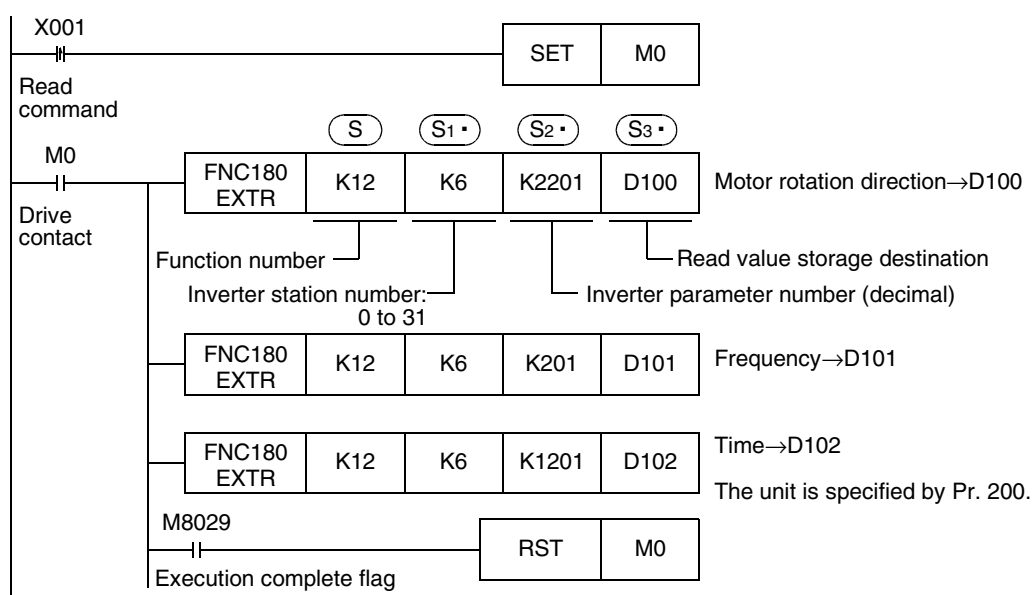 X001
SET M0
Read
command
S S1・ S2・ S3・
M0
FNC180
EXTR K12 K6 K2201 D100 Motor rotation direction→D100
Drive
contact
Function number
Read value storage destination
Inverter station number:
0 to 31
Inverter parameter number (decimal)
FNC180
EXTR K12 K6 K201 D101 Frequency→D101
FNC180
EXTR K12 K6 K1201 D102 Time→D102
The unit is specified by Pr. 200.
M8029
RST M0
Execution complete flag